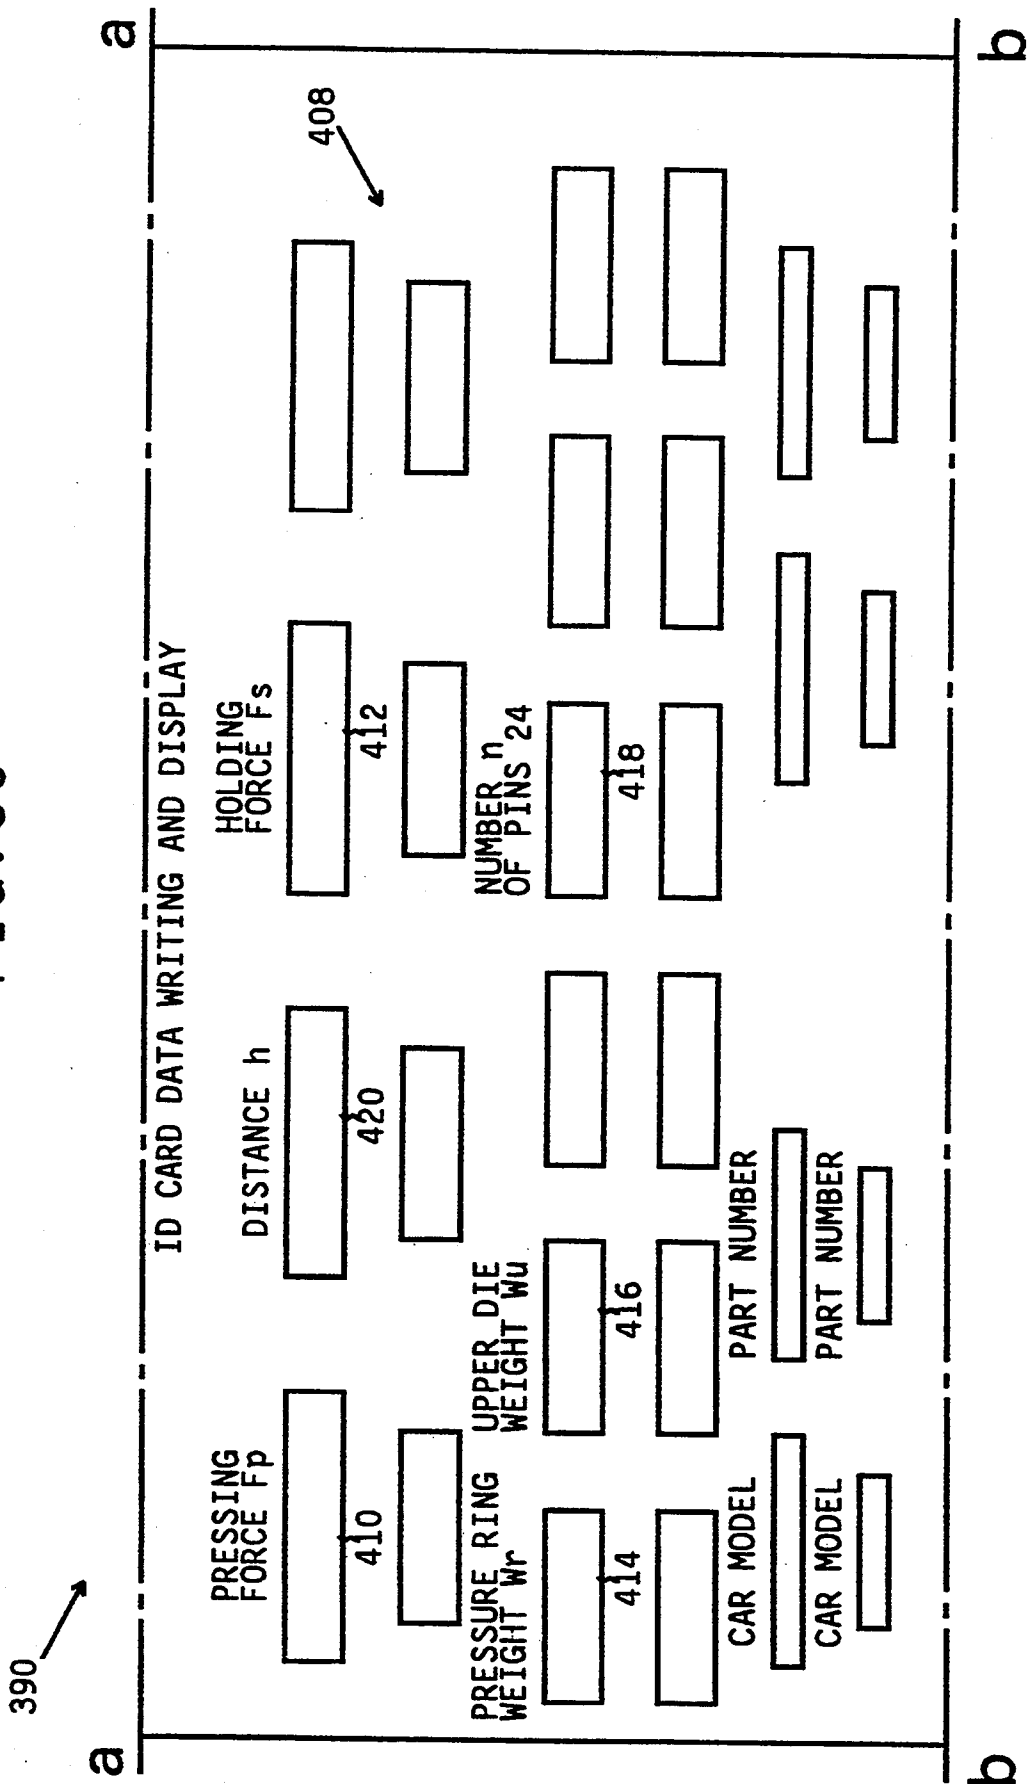 390
a
a
ID CARD DATA WRITING AND DISPLAY
408
PRESSING
FORCE Fp
DISTANCE h
HOLDING
FORCE Fs
410
420
412
PRESSURE RING
WEIGHT Wr
UPPER DIE
WEIGHT Wu
NUMBER n
OF PINS 24
414
416
418
CAR MODEL
PART NUMBER
CAR MODEL
PART NUMBER
b
b